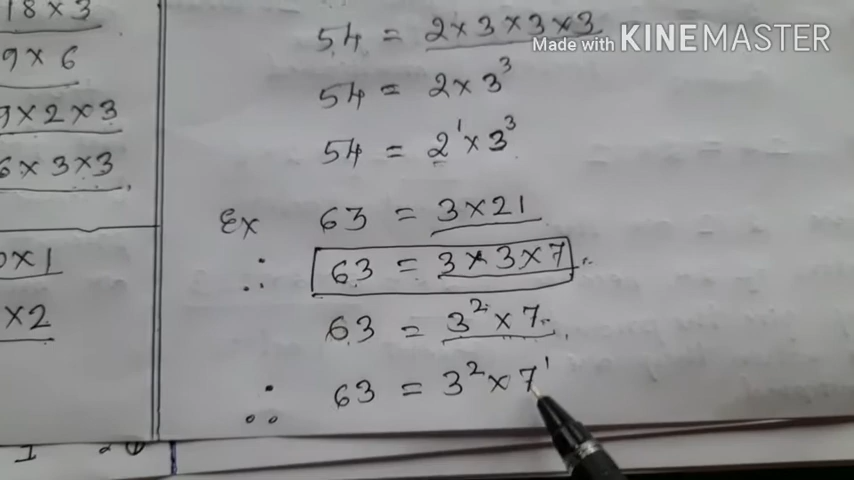 18 × 3
9 × 6
9 × 2 × 3
6 × 3 × 3
× 1
× 2
54 = 2 × 3 × 3 × 3
Made with KINEMASTER
54 = 2 × 3³
54 = 2¹ × 3³
Ex 63 = 3 × 21
∴ 63 = 3 × 3 × 7
63 = 3² × 7
∴ 63 = 3² × 7¹